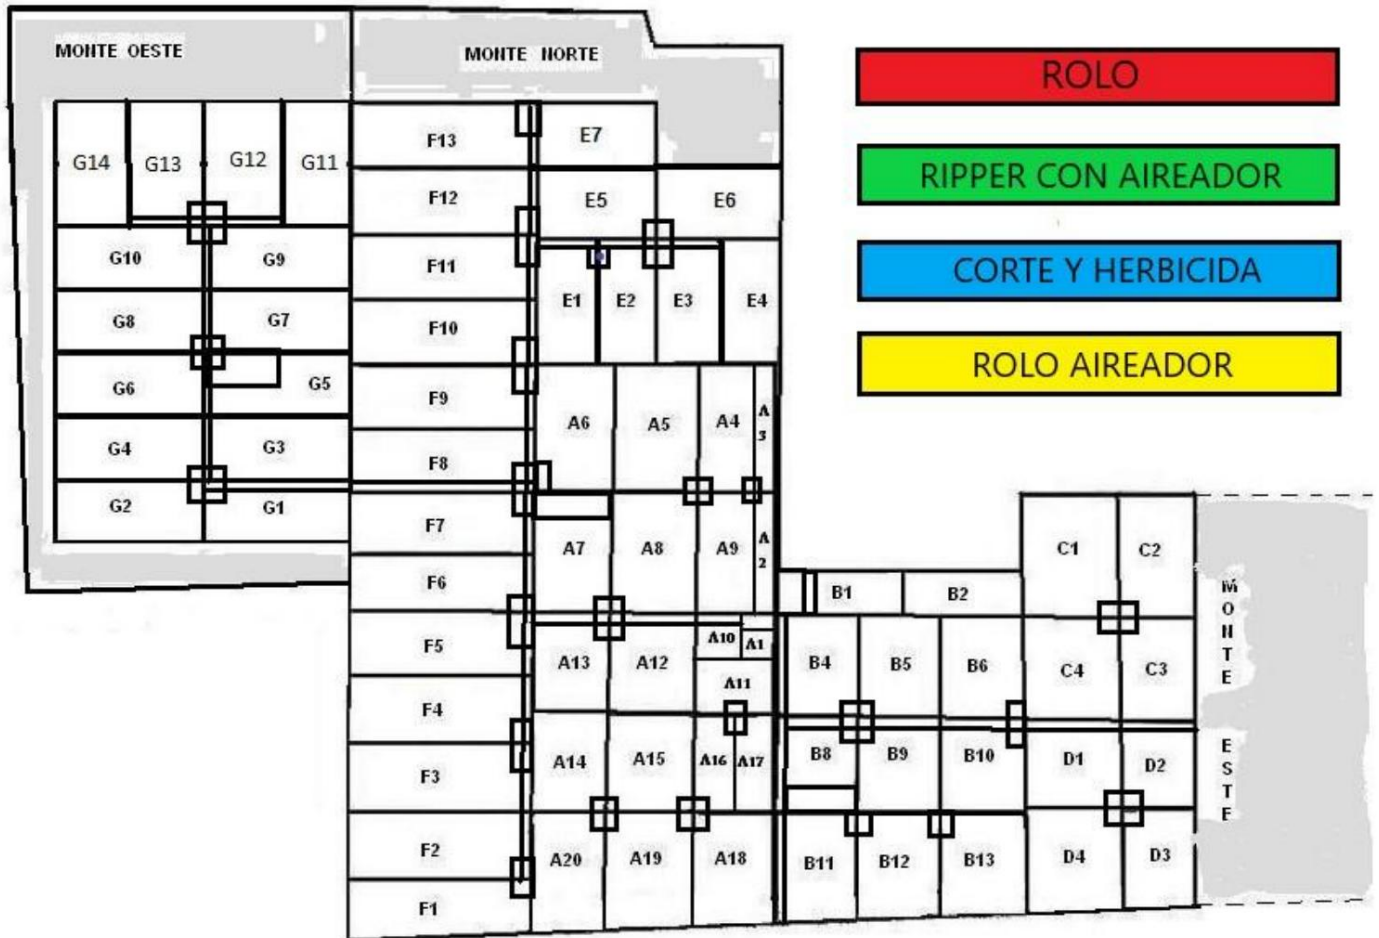 MONTE OESTE
MONTE NORTE
ROLO
RIPPER CON AIREADOR
CORTE Y HERBICIDA
ROLO AIREADOR
G14
G13
G12
G11
G10
G9
G8
G7
G6
G5
G4
G3
G2
G1
F13
F12
F11
F10
F9
F8
F7
F6
F5
F4
F3
F2
F1
E7
E5
E6
E1
E2
E3
E4
A6
A5
A4
A
3
A7
A8
A9
A
2
A13
A12
A10
A1
A11
A14
A15
A16
A17
A20
A19
A18
B1
B2
B4
B5
B6
B8
B9
B10
B11
B12
B13
C1
C2
C4
C3
D1
D2
D4
D3
M
O
N
T
E
E
S
T
E